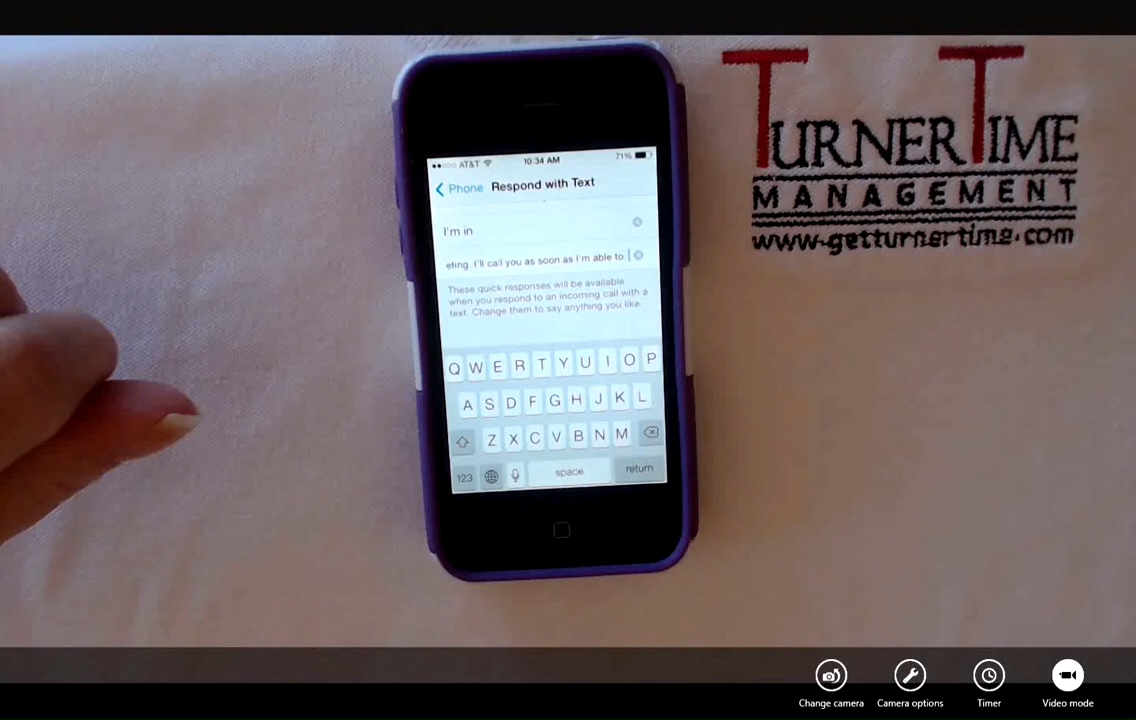 TURNERTIME
MANAGEMENT
www.getturnertime.com
AT&T 10:34 AM 71%
Phone Respond with Text
I'm in
eting. I'll call you as soon as I'm able to.
These quick responses will be available
when you respond to an incoming call with a
text. Change them to say anything you like.
Q W E R T Y U I O P
A S D F G H J K L
Z X C V B N M
123 space return
Change camera Camera options Timer Video mode